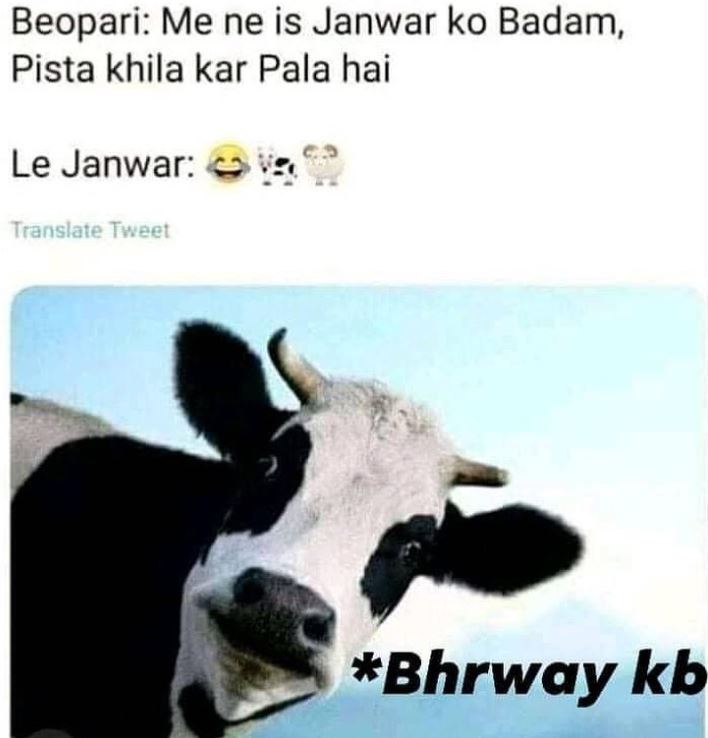 Beopari: Me ne is Janwar ko Badam,
Pista khila kar Pala hai
Le Janwar: 😂🐄🐏
Translate Tweet
*Bhrway kb